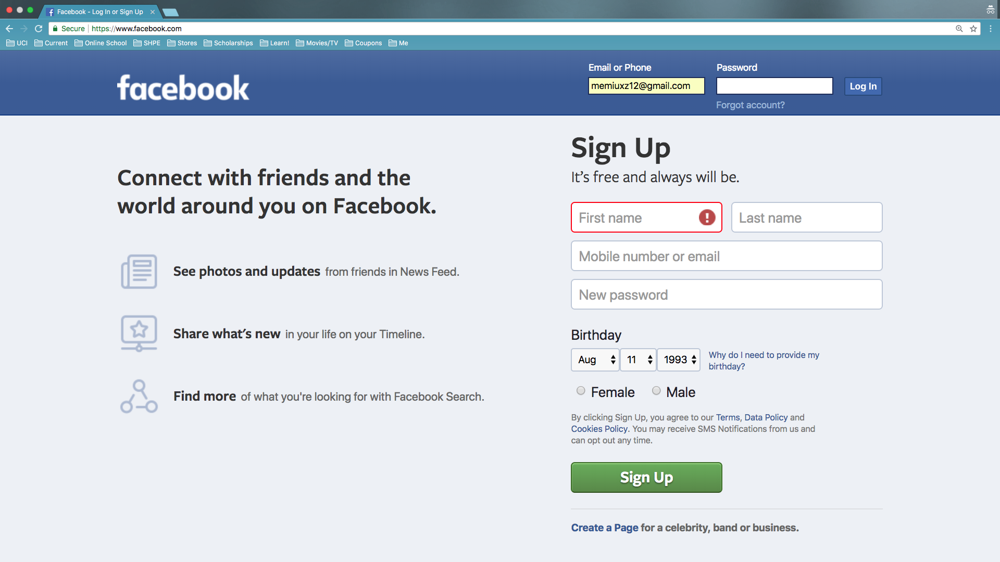 Facebook - Log In or Sign Up
Secure https://www.facebook.com
UCI Current Online School SHPE Stores Scholarships Learn! Movies/TV Coupons Me
facebook
Email or Phone
Password
memiuxz12@gmail.com
Log In
Forgot account?
Connect with friends and the
world around you on Facebook.
See photos and updates from friends in News Feed.
Share what's new in your life on your Timeline.
Find more of what you're looking for with Facebook Search.
Sign Up
It's free and always will be.
First name
Last name
Mobile number or email
New password
Birthday
Aug 11 1993
Why do I need to provide my
birthday?
Female Male
By clicking Sign Up, you agree to our Terms, Data Policy and
Cookies Policy. You may receive SMS Notifications from us and
can opt out any time.
Sign Up
Create a Page for a celebrity, band or business.